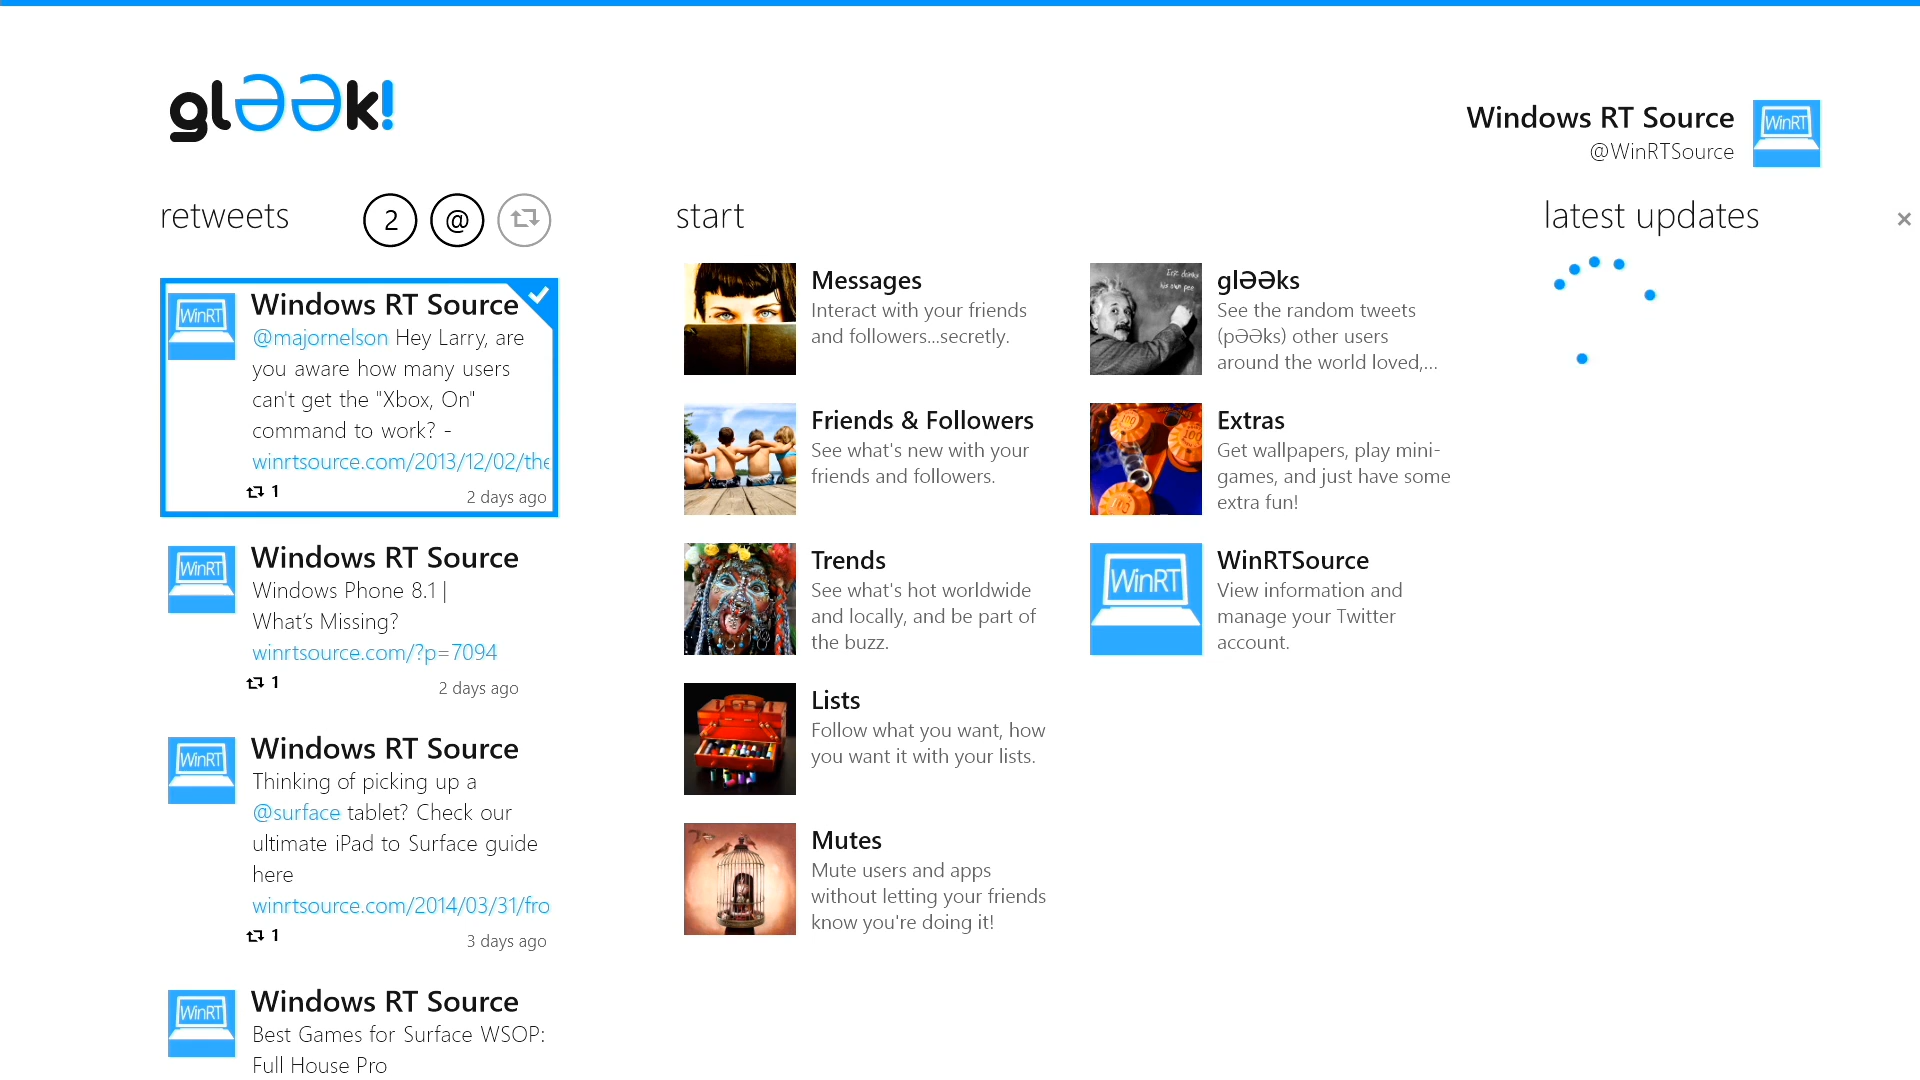 glƏƏk!
Windows RT Source
@WinRTSource
WinRT
retweets
2
@
WinRT
Windows RT Source
@majornelson Hey Larry, are
you aware how many users
can't get the "Xbox, On"
command to work? -
winrtsource.com/2013/12/02/the
1
2 days ago
WinRT
Windows RT Source
Windows Phone 8.1 |
What’s Missing?
winrtsource.com/?p=7094
1
2 days ago
WinRT
Windows RT Source
Thinking of picking up a
@surface tablet? Check our
ultimate iPad to Surface guide
here
winrtsource.com/2014/03/31/fro
1
3 days ago
WinRT
Windows RT Source
Best Games for Surface WSOP:
Full House Pro
start
Messages
Interact with your friends
and followers...secretly.
Friends & Followers
See what's new with your
friends and followers.
Trends
See what's hot worldwide
and locally, and be part of
the buzz.
Lists
Follow what you want, how
you want it with your lists.
Mutes
Mute users and apps
without letting your friends
know you're doing it!
glƏƏks
See the random tweets
(pƏƏks) other users
around the world loved,...
Extras
Get wallpapers, play mini-
games, and just have some
extra fun!
100
100
WinRT
WinRTSource
View information and
manage your Twitter
account.
latest updates